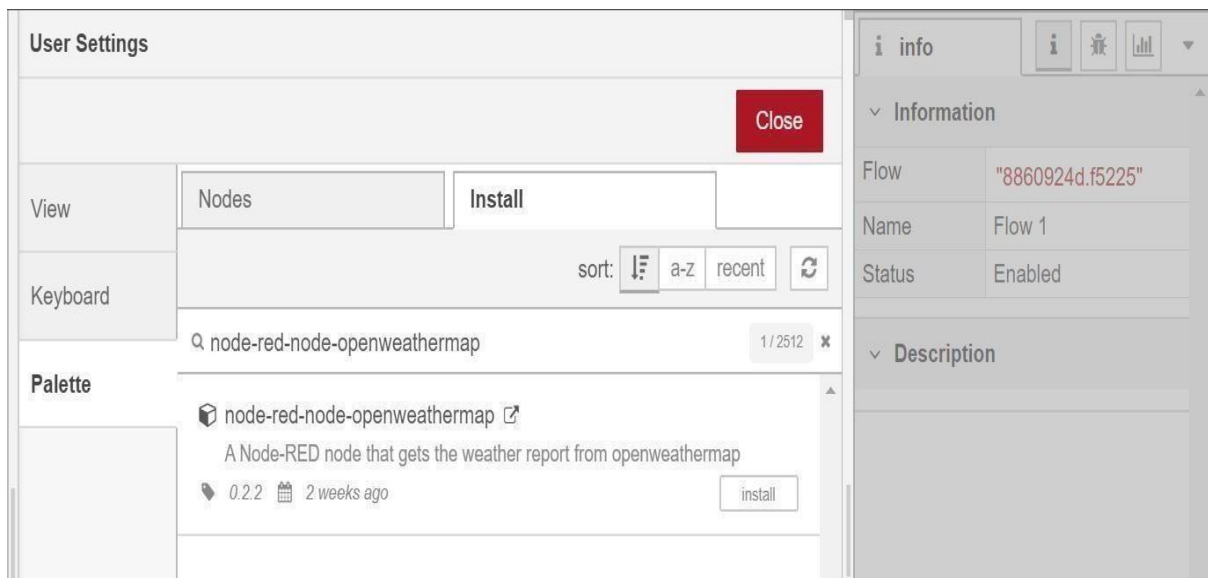 User Settings
Close
View
Keyboard
Palette
Nodes
Install
sort:
a-z
recent
node-red-node-openweathermap
1 / 2512
node-red-node-openweathermap
A Node-RED node that gets the weather report from openweathermap
0.2.2
2 weeks ago
install
info
Information
Flow
"8860924d.f5225"
Name
Flow 1
Status
Enabled
Description